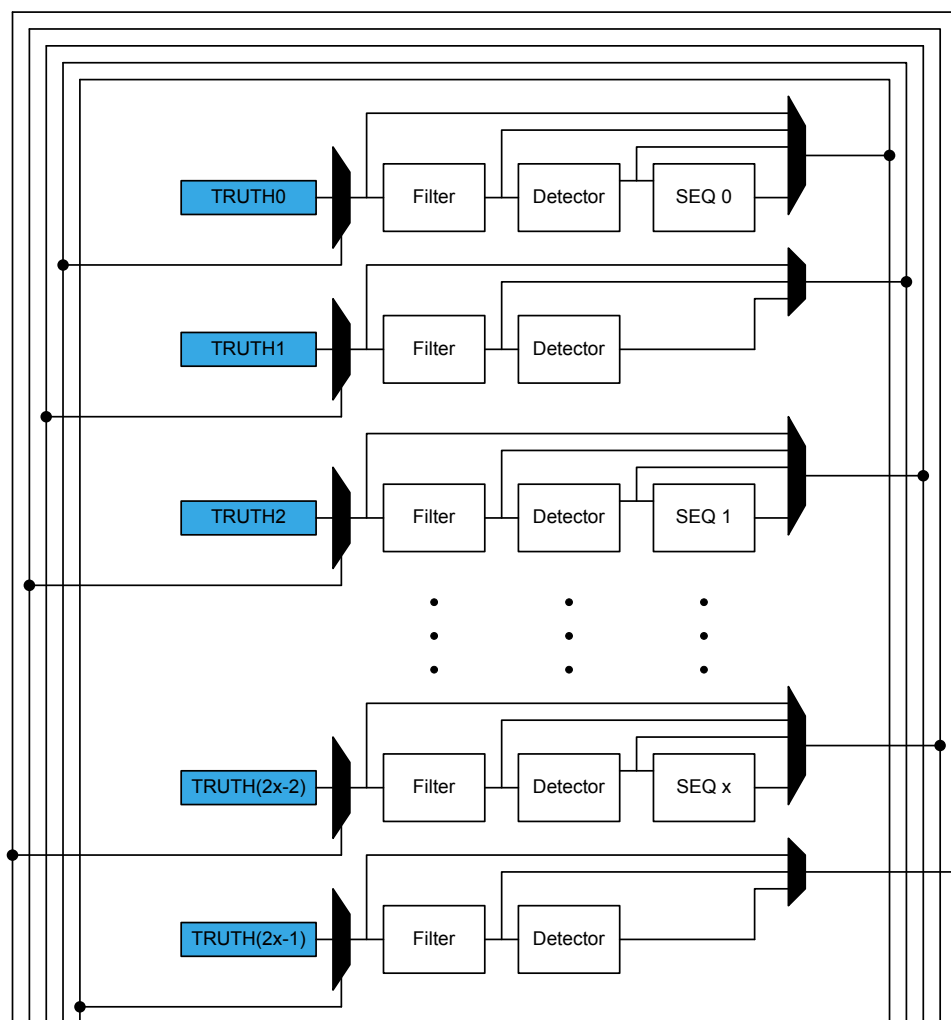 TRUTH0
Filter
Detector
SEQ 0
TRUTH1
Filter
Detector
TRUTH2
Filter
Detector
SEQ 1
TRUTH(2x-2)
Filter
Detector
SEQ x
TRUTH(2x-1)
Filter
Detector